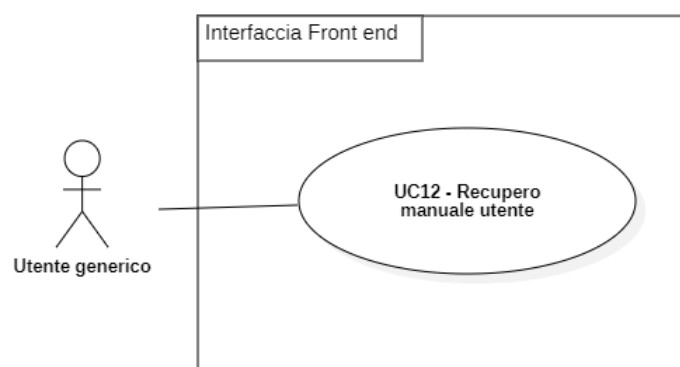 Interfaccia Front end
UC12 - Recupero
manuale utente
Utente generico